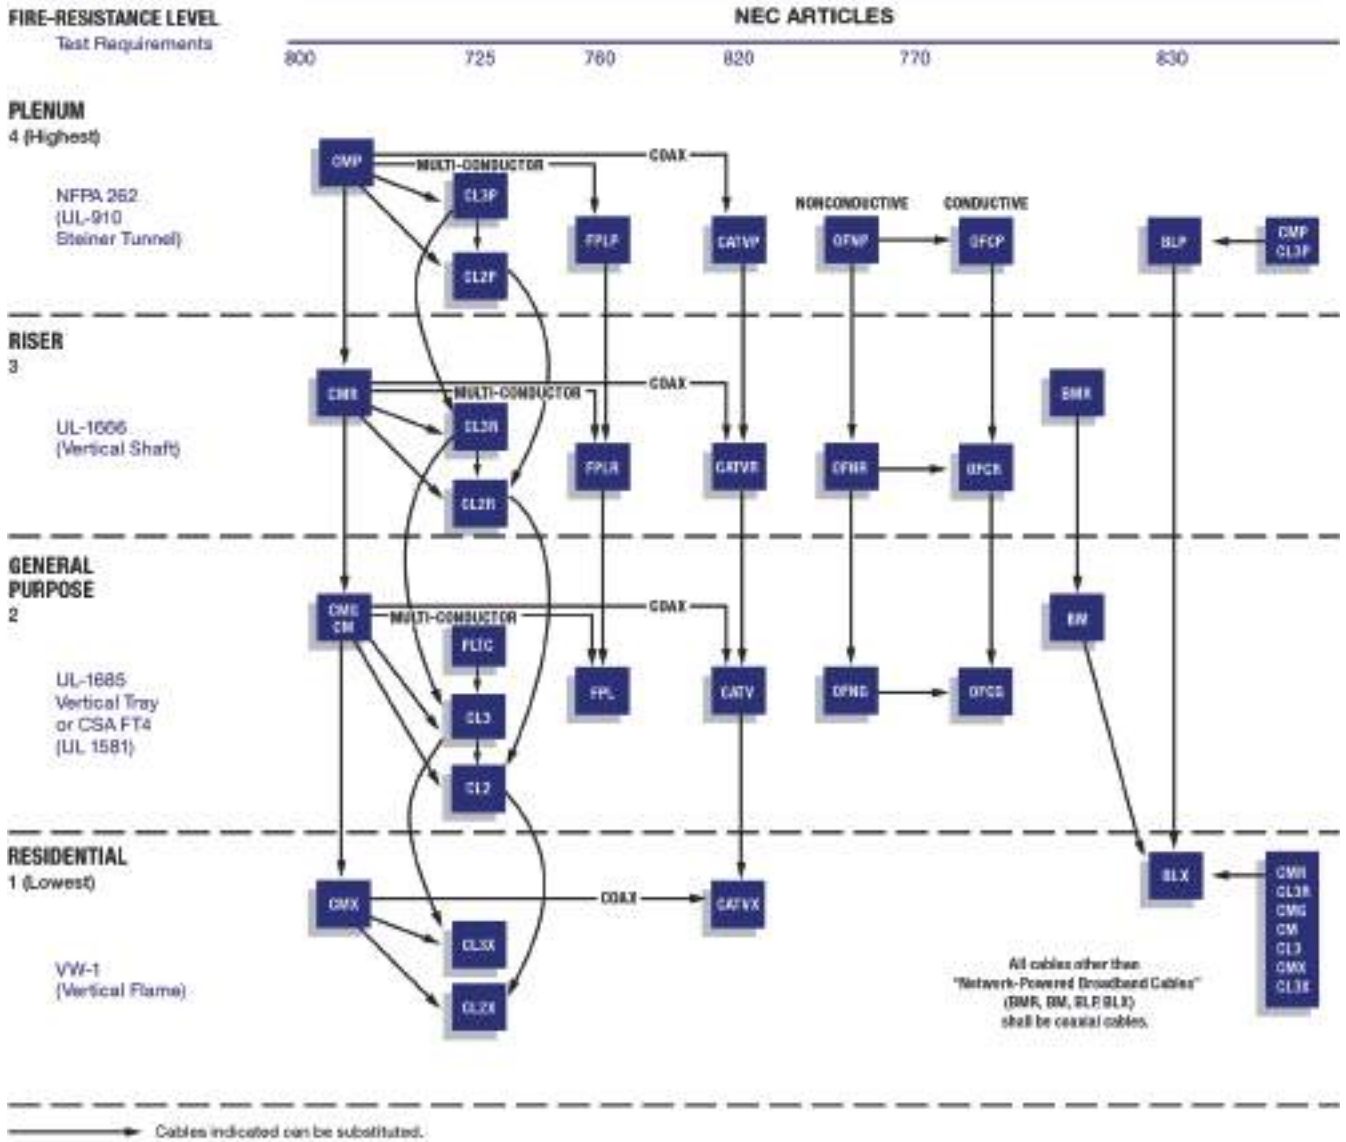 FIRE-RESISTANCE LEVEL
Test Requirements
NEC ARTICLES
800 725 760 820 770 830
PLENUM
4 (Highest)
NFPA 262
(UL-910
Steiner Tunnel)
CMP
MULTI-CONDUCTOR
COAX
CL3P
CL2P
FPLP
CATVP
NONCONDUCTIVE
CONDUCTIVE
OFNP
OFCP
BLP
CMP
CL3P
RISER
3
UL-1666
(Vertical Shaft)
CMR
MULTI-CONDUCTOR
COAX
CL3R
CL2R
FPLR
CATVR
OFNR
OFCR
BMR
GENERAL
PURPOSE
2
UL-1685
Vertical Tray
or CSA FT4
(UL 1581)
CMG
CM
MULTI-CONDUCTOR
COAX
PLTC
CL3
CL2
FPL
CATV
OFNG
OFCG
BM
RESIDENTIAL
1 (Lowest)
VW-1
(Vertical Flame)
CMX
COAX
CL3X
CL2X
CATVX
BLX
CMR
CL3R
CMG
CM
CL3
CMX
CL3X
All cables other than
"Network-Powered Broadband Cables"
(BMR, BM, BLP, BLX)
shall be coaxial cables.
Cables indicated can be substituted.